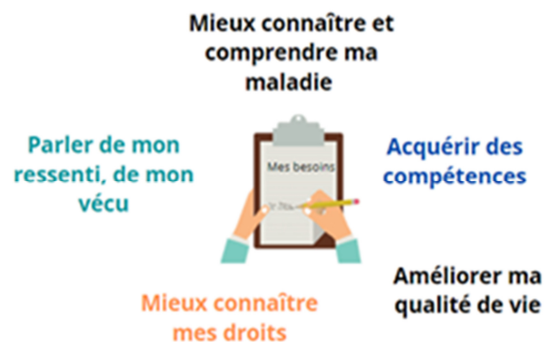 Mieux connaître et
comprendre ma
maladie
Parler de mon
ressenti, de mon
vécu
Mes besoins
Acquérir des
compétences
Améliorer ma
qualité de vie
Mieux connaître
mes droits